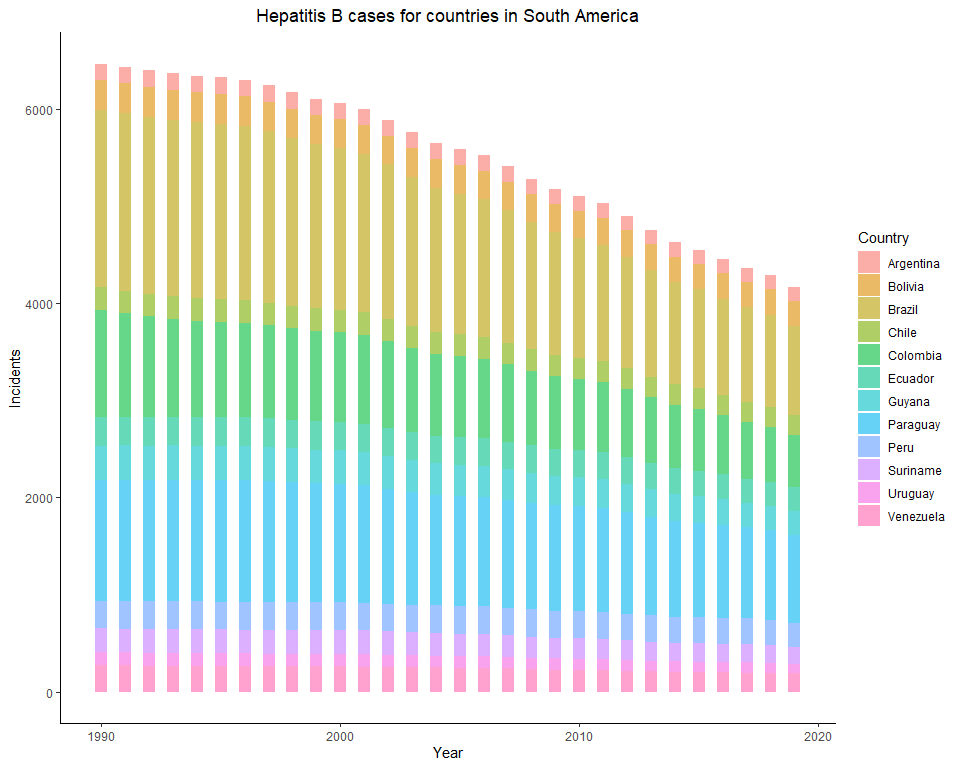 Hepatitis B cases for countries in South America
Incidents
6000
4000
2000
0
1990
2000
2010
2020
Year
Country
Argentina
Bolivia
Brazil
Chile
Colombia
Ecuador
Guyana
Paraguay
Peru
Suriname
Uruguay
Venezuela